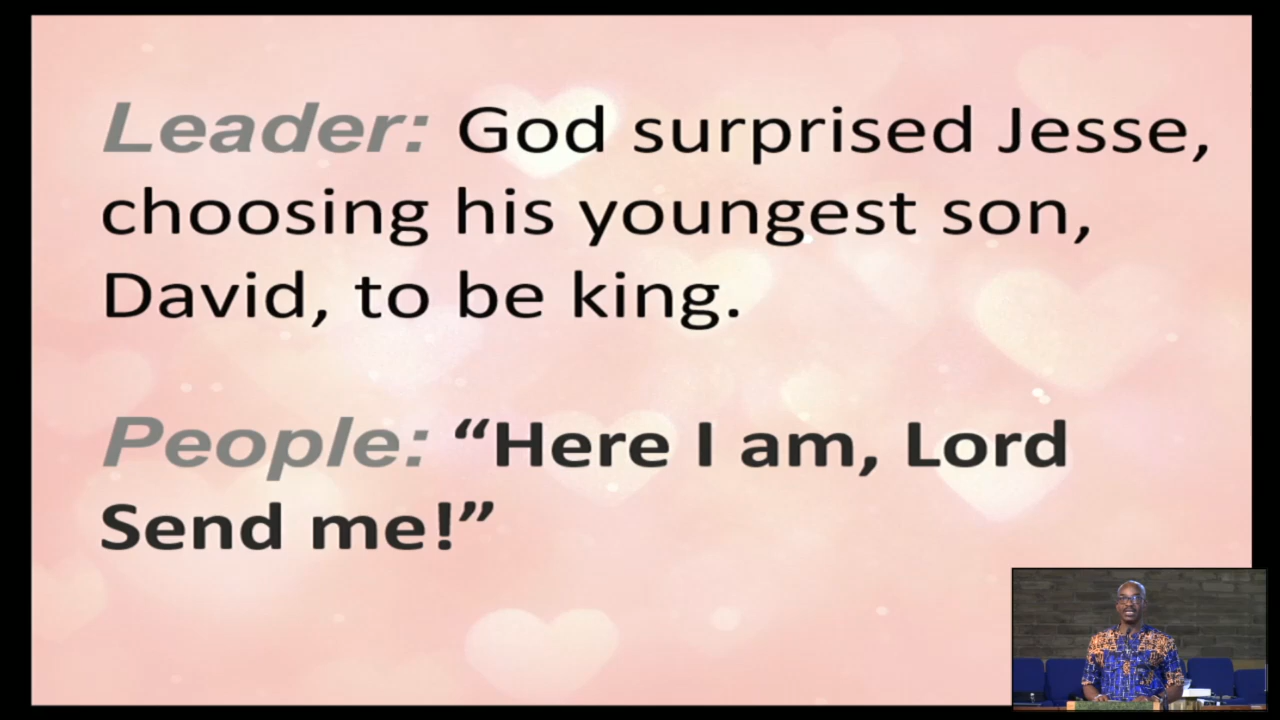 Leader: God surprised Jesse,
choosing his youngest son,
David, to be king.
People: “Here I am, Lord
Send me!”